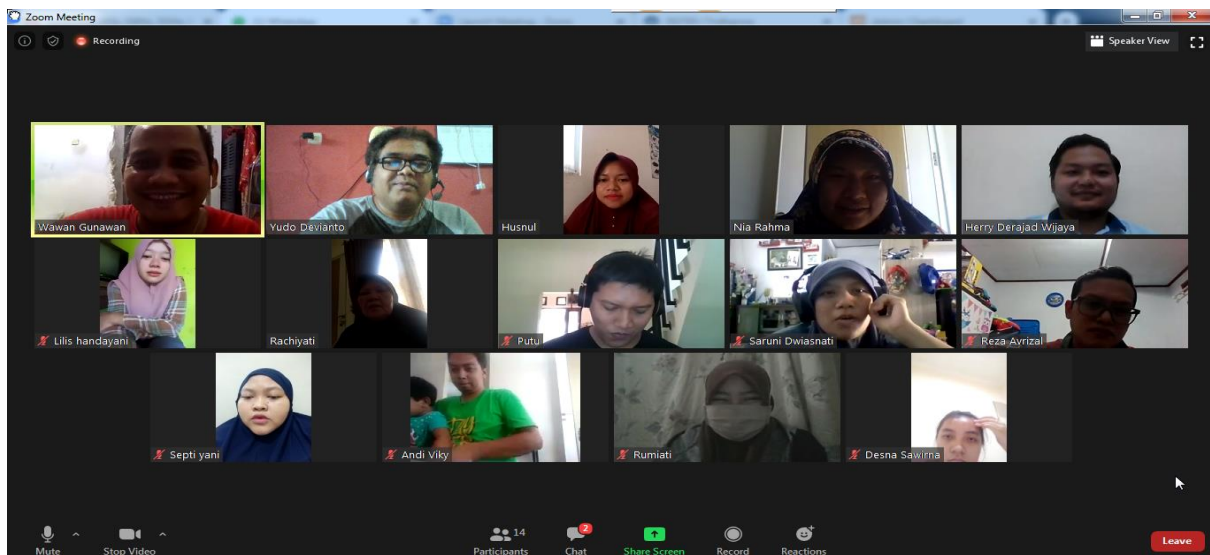 Zoom Meeting
Recording
Speaker View
Wawan Gunawan
Yudo Devianto
Husnul
Nia Rahma
Herry Derajad Wijaya
Lilis handayani
Rachiyati
Putu
Saruni Dwiasnati
Reza Avrizal
Septi yani
Andi Viky
Rumiati
Desna Sawirna
14
2
Mute
Stop Video
Participants
Chat
Share Screen
Record
Reactions
Leave